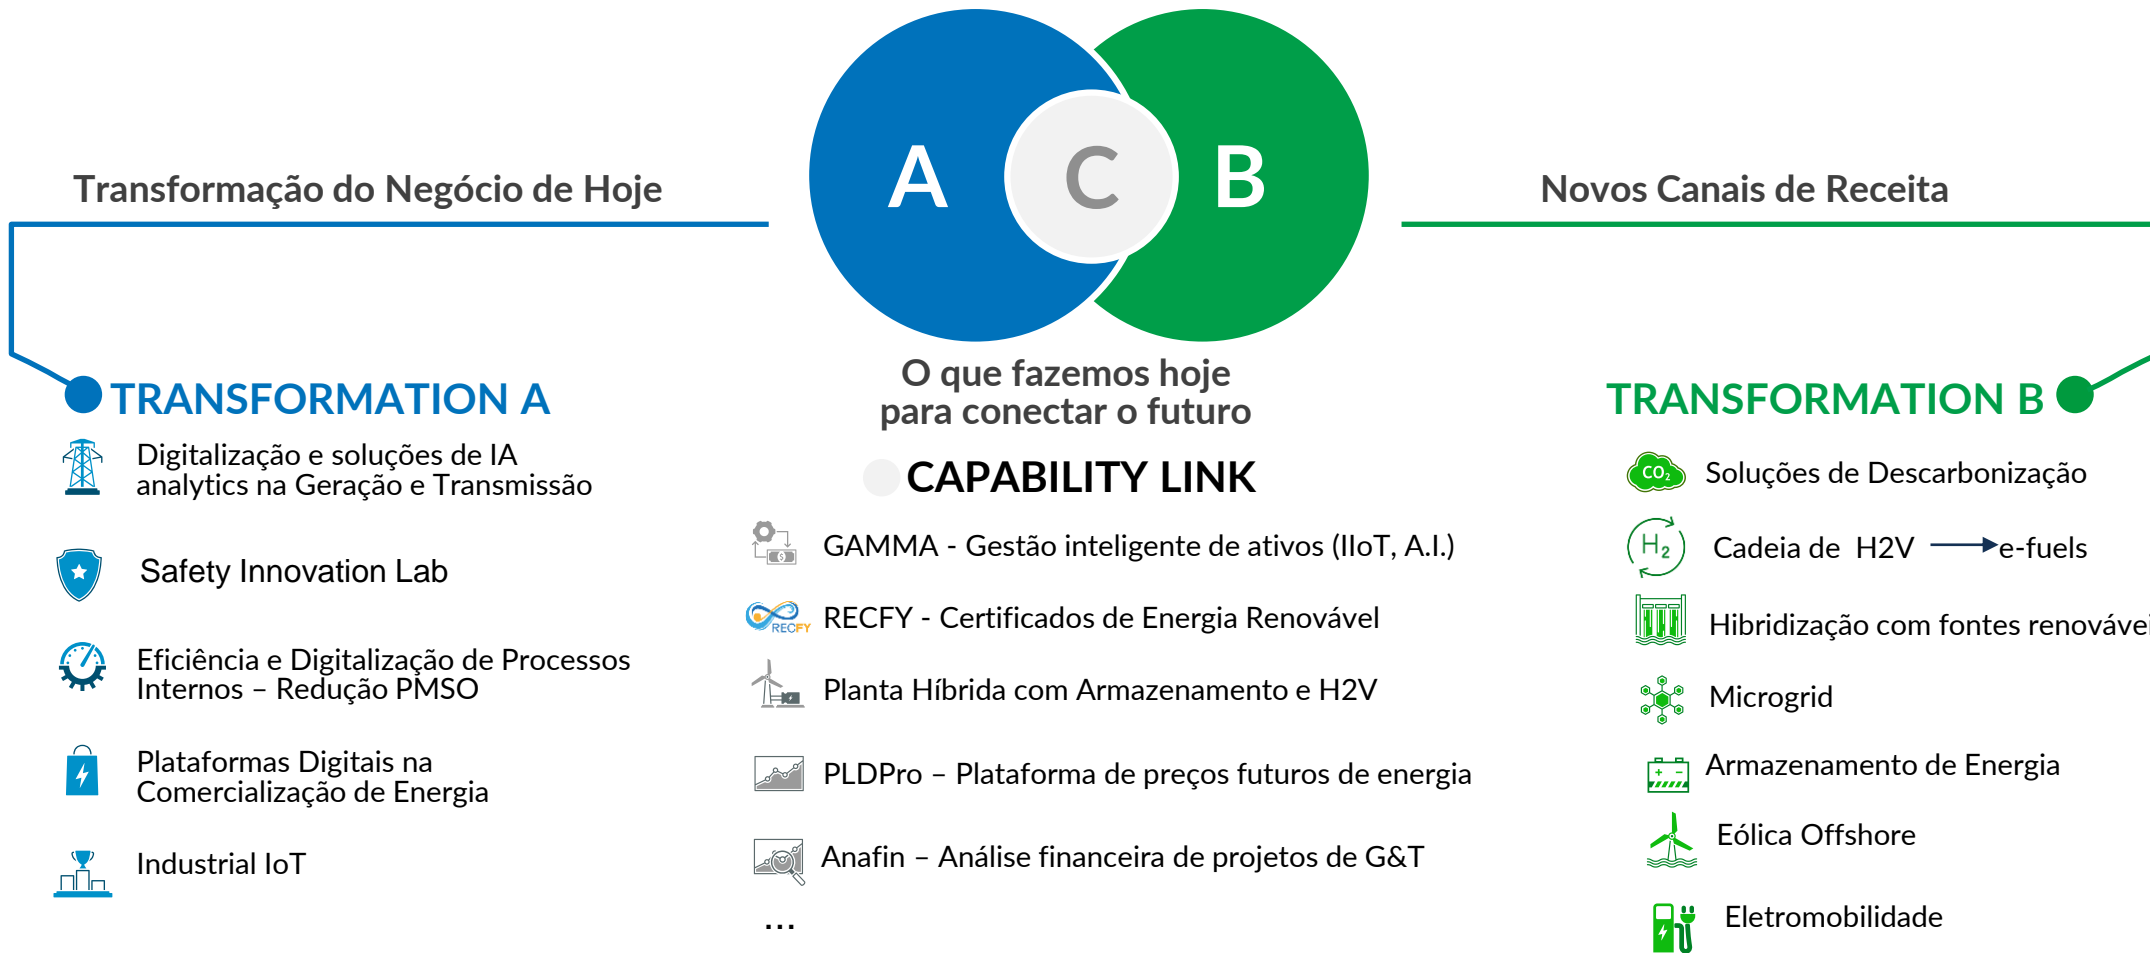 A
C
B
Transformação do Negócio de Hoje
Novos Canais de Receita
TRANSFORMATION A
Digitalização e soluções de IA
analytics na Geração e Transmissão
Safety Innovation Lab
Eficiência e Digitalização de Processos
Internos – Redução PMSO
Plataformas Digitais na
Comercialização de Energia
Industrial IoT
O que fazemos hoje
para conectar o futuro
CAPABILITY LINK
$
GAMMA - Gestão inteligente de ativos (IIoT, A.I.)
RECFY
RECFY - Certificados de Energia Renovável
Planta Híbrida com Armazenamento e H2V
PLDPro – Plataforma de preços futuros de energia
Anafin – Análise financeira de projetos de G&T
...
TRANSFORMATION B
CO₂
Soluções de Descarbonização
H₂
Cadeia de H2V → e-fuels
Hibridização com fontes renovávei
Microgrid
+ -
Armazenamento de Energia
Eólica Offshore
Eletromobilidade